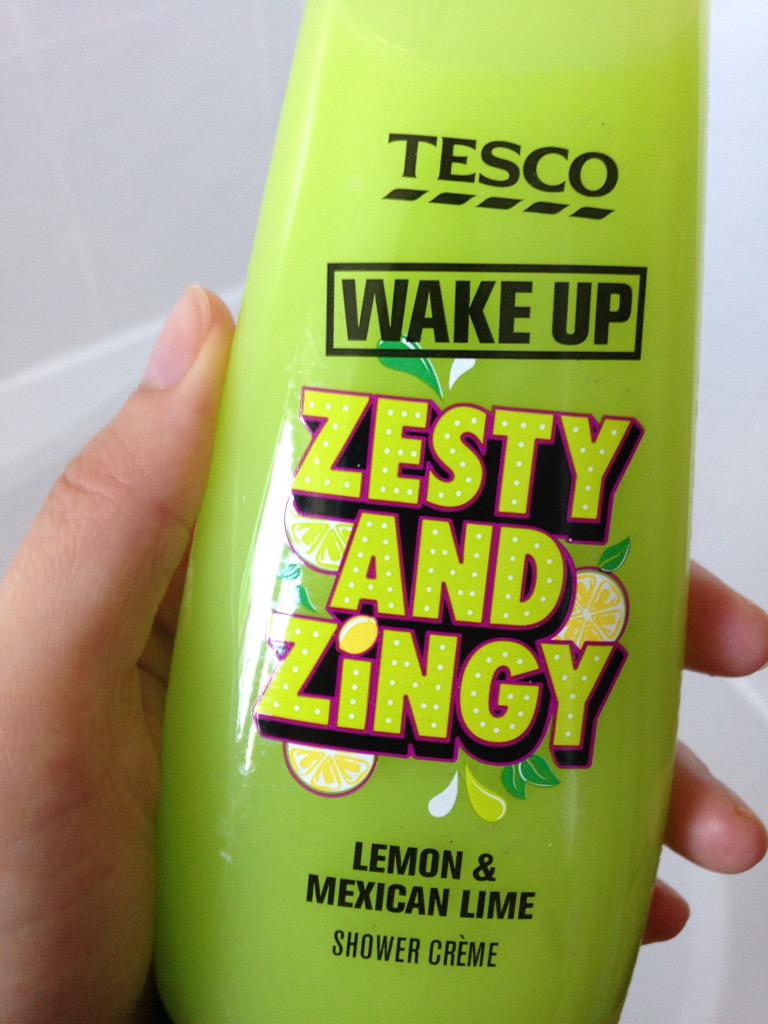 TESCO
WAKE UP
ZESTY
AND
ZiNGY
LEMON &
MEXICAN LIME
SHOWER CRÈME